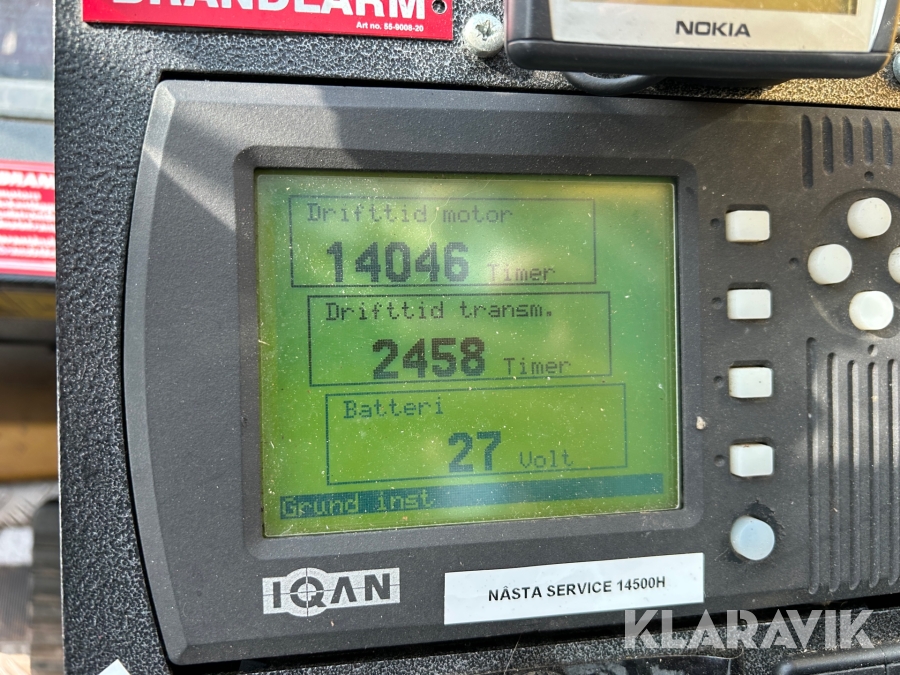 BRANDLARM
Art no. 55-9008-20
NOKIA
Drifttid motor
14046 Timer
Drifttid transm.
2458 Timer
Batteri
27 Volt
Grund inst
IQAN
NÄSTA SERVICE 14500H
KLARAVIK